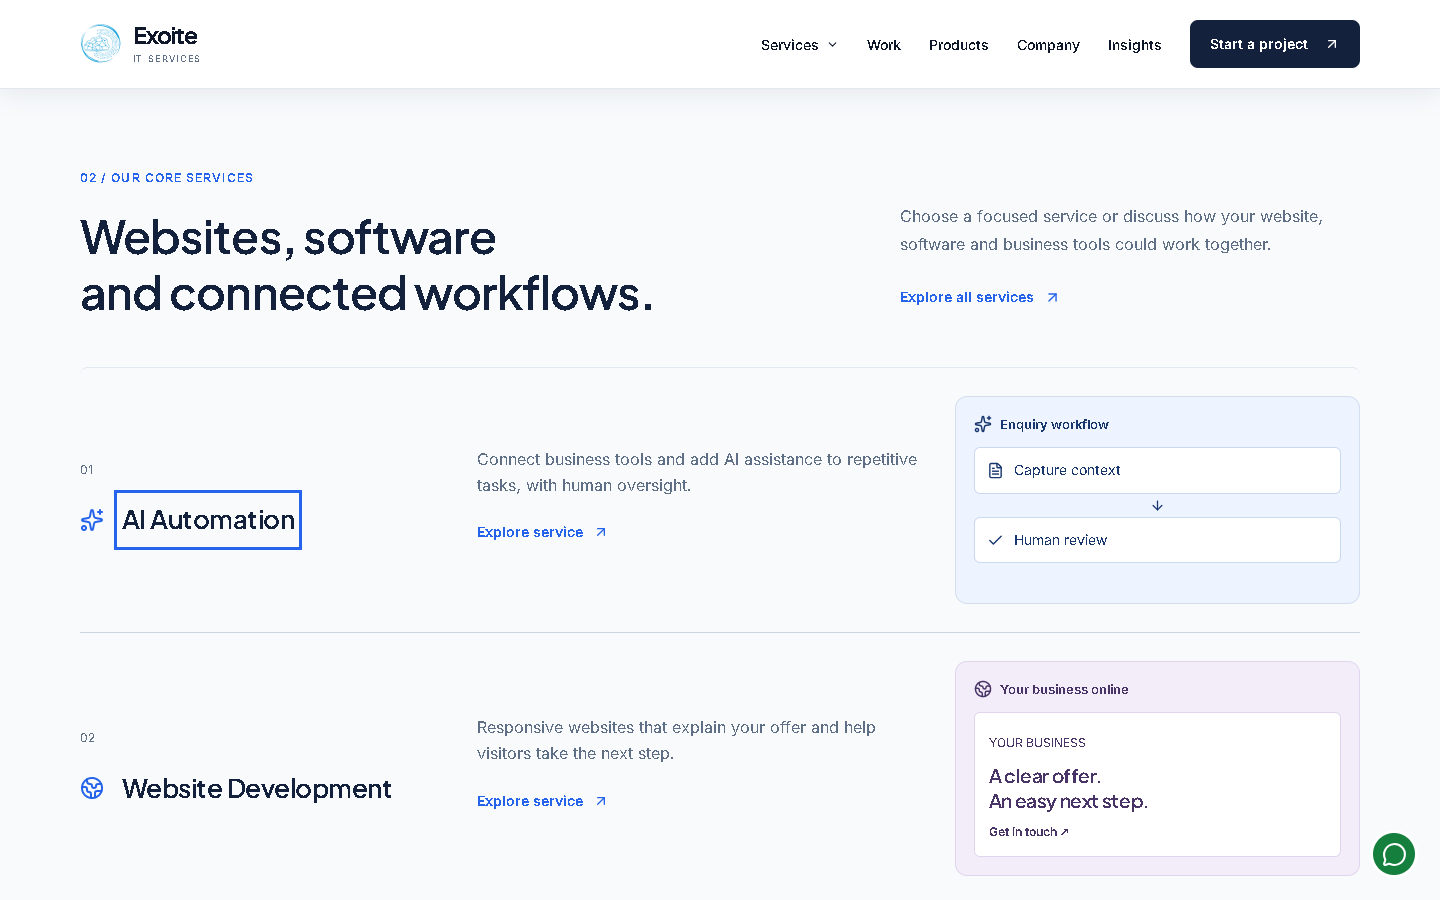 Exoite
IT SERVICES
Services
Work
Products
Company
Insights
Start a project
02 / OUR CORE SERVICES
Websites, software
and connected workflows.
Choose a focused service or discuss how your website,
software and business tools could work together.
Explore all services
01
AI Automation
Connect business tools and add AI assistance to repetitive
tasks, with human oversight.
Explore service
Enquiry workflow
Capture context
Human review
02
Website Development
Responsive websites that explain your offer and help
visitors take the next step.
Explore service
Your business online
YOUR BUSINESS
A clear offer.
An easy next step.
Get in touch ↗